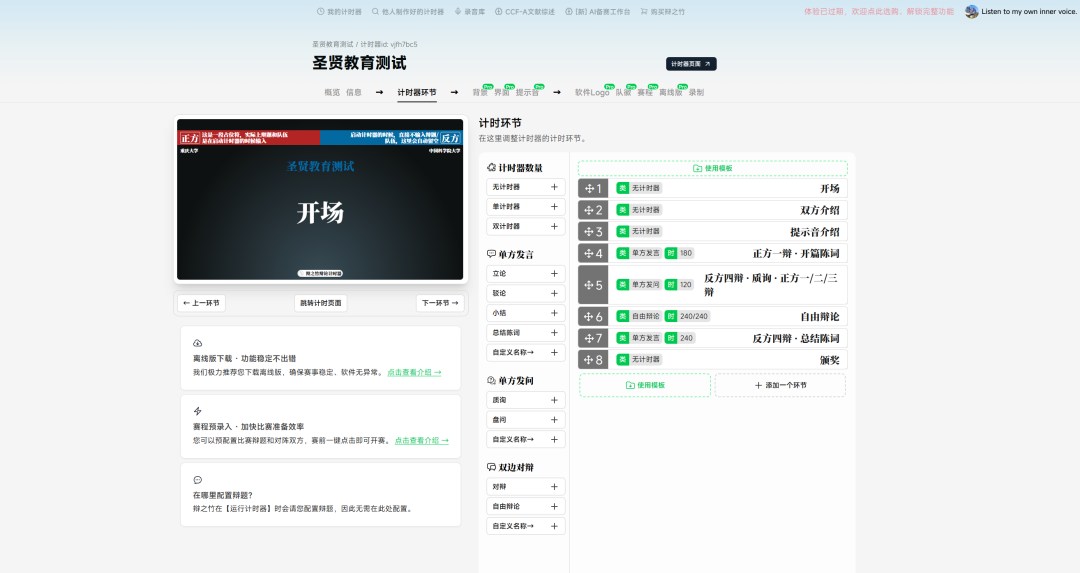 我的计时器 他人制作好的计时器 录音库 CCF-A文献综述 [新] AI备赛工作台 购买辩之竹
体验已过期，欢迎点此选购，解锁完整功能 Listen to my own inner voice.
圣贤教育测试 / 计时器id: vjfh7bc5
圣贤教育测试
计时器页面
概览 信息 → 计时器环节 → 背景 Pro 界面 Pro 提示音 Pro → 软件Logo Pro 队徽 Pro 赛程 Pro 离线版 Pro 录制
正方 这是一段占位符，实际上辩题和队伍
是在启动计时器的时候输入
启动计时器的时候，直接不输入辩题/
队伍，这里会自动留空 反方
重庆大学 中国科学院大学
圣贤教育测试
开场
辩之竹辩论计时器
← 上一环节 跳转计时页面 下一环节 →
离线版下载 · 功能稳定不出错
我们极力推荐您下载离线版，确保赛事稳定，软件无异常。 点击查看介绍 →
赛程预录入 · 加快比赛准备效率
您可以预配置比赛辩题和对阵双方，赛前一键点击即可开赛。 点击查看介绍 →
在哪里配置辩题?
辩之竹在【运行计时器】时会请您配置辩题，因此无需在此处配置。
计时环节
在这里调整计时器的计时环节。
计时器数量
无计时器
单计时器
双计时器
单方发言
立论
驳论
小结
总结陈词
自定义名称→
单方发问
质询
盘问
自定义名称→
双边对辩
对辩
自由辩论
自定义名称→
使用模板
1 类 无计时器 开场
2 类 无计时器 双方介绍
3 类 无计时器 提示音介绍
4 类 单方发言 时 180 正方一辩 · 开篇陈词
5 类 单方发问 时 120 反方四辩 · 质询 · 正方一/二/三
辩
6 类 自由辩论 时 240/240 自由辩论
7 类 单方发言 时 240 反方四辩 · 总结陈词
8 类 无计时器 颁奖
使用模板 添加一个环节